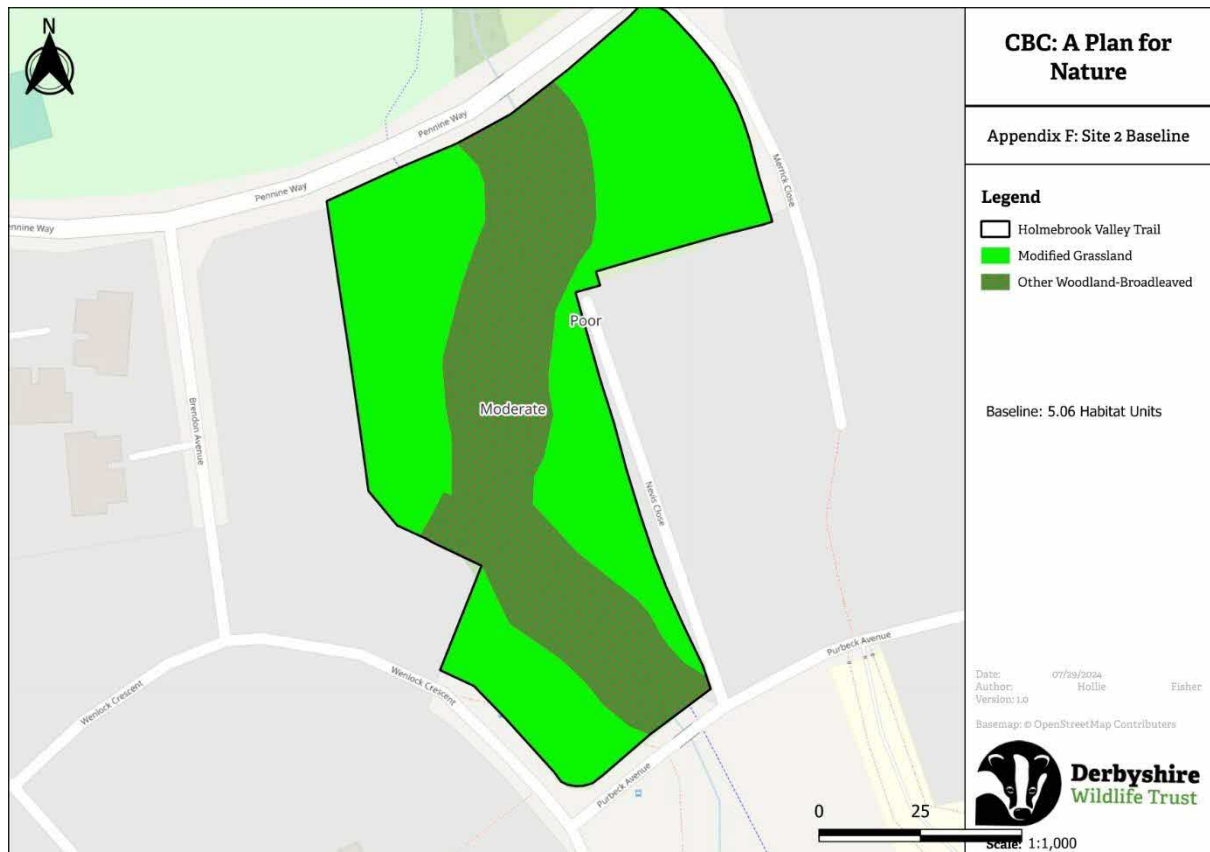 N
Pennine Way
Pennine Way
ennine Way
Merrick Close
Poor
Moderate
Brendon Avenue
Nevis Close
Purbeck Avenue
Wenlock Crescent
Wenlock Crescent
Purbeck Avenue
0 25
CBC: A Plan for
Nature
Appendix F: Site 2 Baseline
Legend
Holmebrook Valley Trail
Modified Grassland
Other Woodland-Broadleaved
Baseline: 5.06 Habitat Units
Date: 07/29/2024
Author: Hollie Fisher
Version: 1.0
Basemap: © OpenStreetMap Contributers
Derbyshire
Wildlife Trust
Scale: 1:1,000